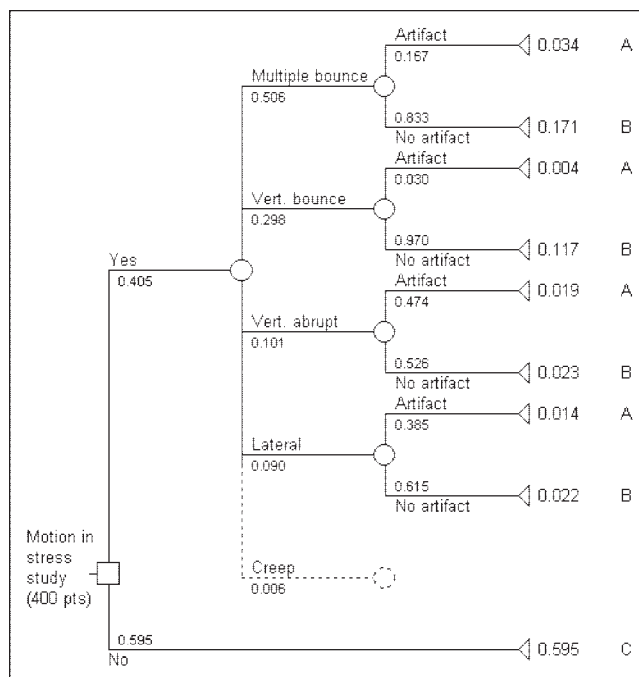 Artifact
0.167
0.034 A
Multiple bounce
0.506
0.833
No artifact
0.171 B
Artifact
0.030
0.004 A
Vert. bounce
0.298
0.970
No artifact
0.117 B
Yes
0.405
Artifact
0.474
0.019 A
Vert. abrupt
0.101
0.526
No artifact
0.023 B
Artifact
0.385
0.014 A
Lateral
0.090
0.615
No artifact
0.022 B
Motion in
stress
study
(400 pts)
Creep
0.006
0.595
No
0.595 C